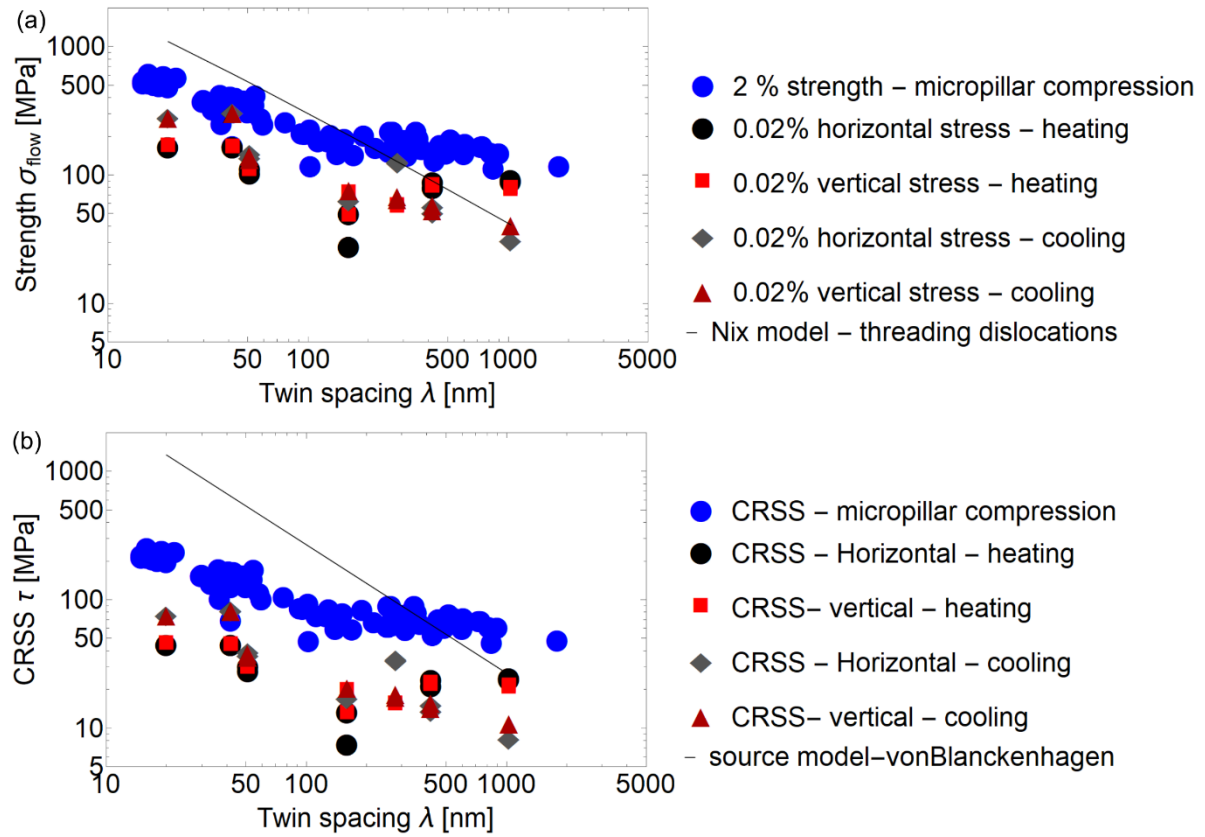 (a)
Strength σflow [MPa]
1000
500
100
50
10
5
10
50
100
500
1000
5000
Twin spacing λ [nm]
2 % strength – micropillar compression
0.02% horizontal stress – heating
0.02% vertical stress – heating
0.02% horizontal stress – cooling
0.02% vertical stress – cooling
Nix model – threading dislocations
(b)
CRSS τ [MPa]
1000
500
100
50
10
5
10
50
100
500
1000
5000
Twin spacing λ [nm]
CRSS – micropillar compression
CRSS – Horizontal – heating
CRSS– vertical – heating
CRSS – Horizontal – cooling
CRSS– vertical – cooling
source model–vonBlanckenhagen